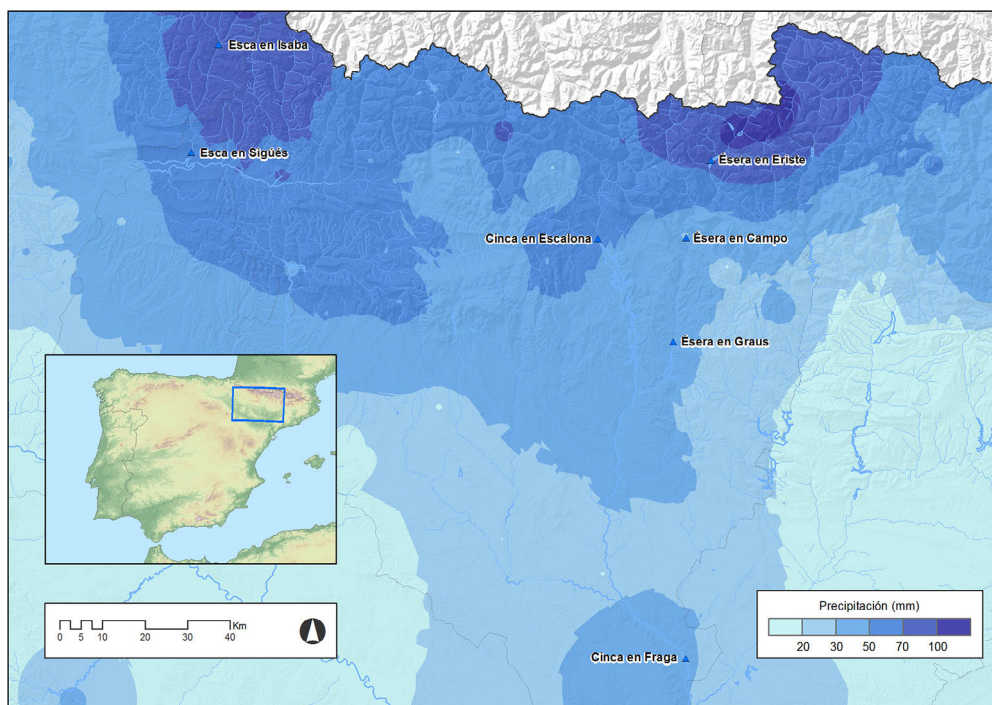 Esca en Isaba
Esca en Sigüés
Ésera en Eriste
Cinca en Escalona
Ésera en Campo
Ésera en Graus
Km
0 5 10 20 30 40
Precipitación (mm)
20 30 50 70 100
Cinca en Fraga